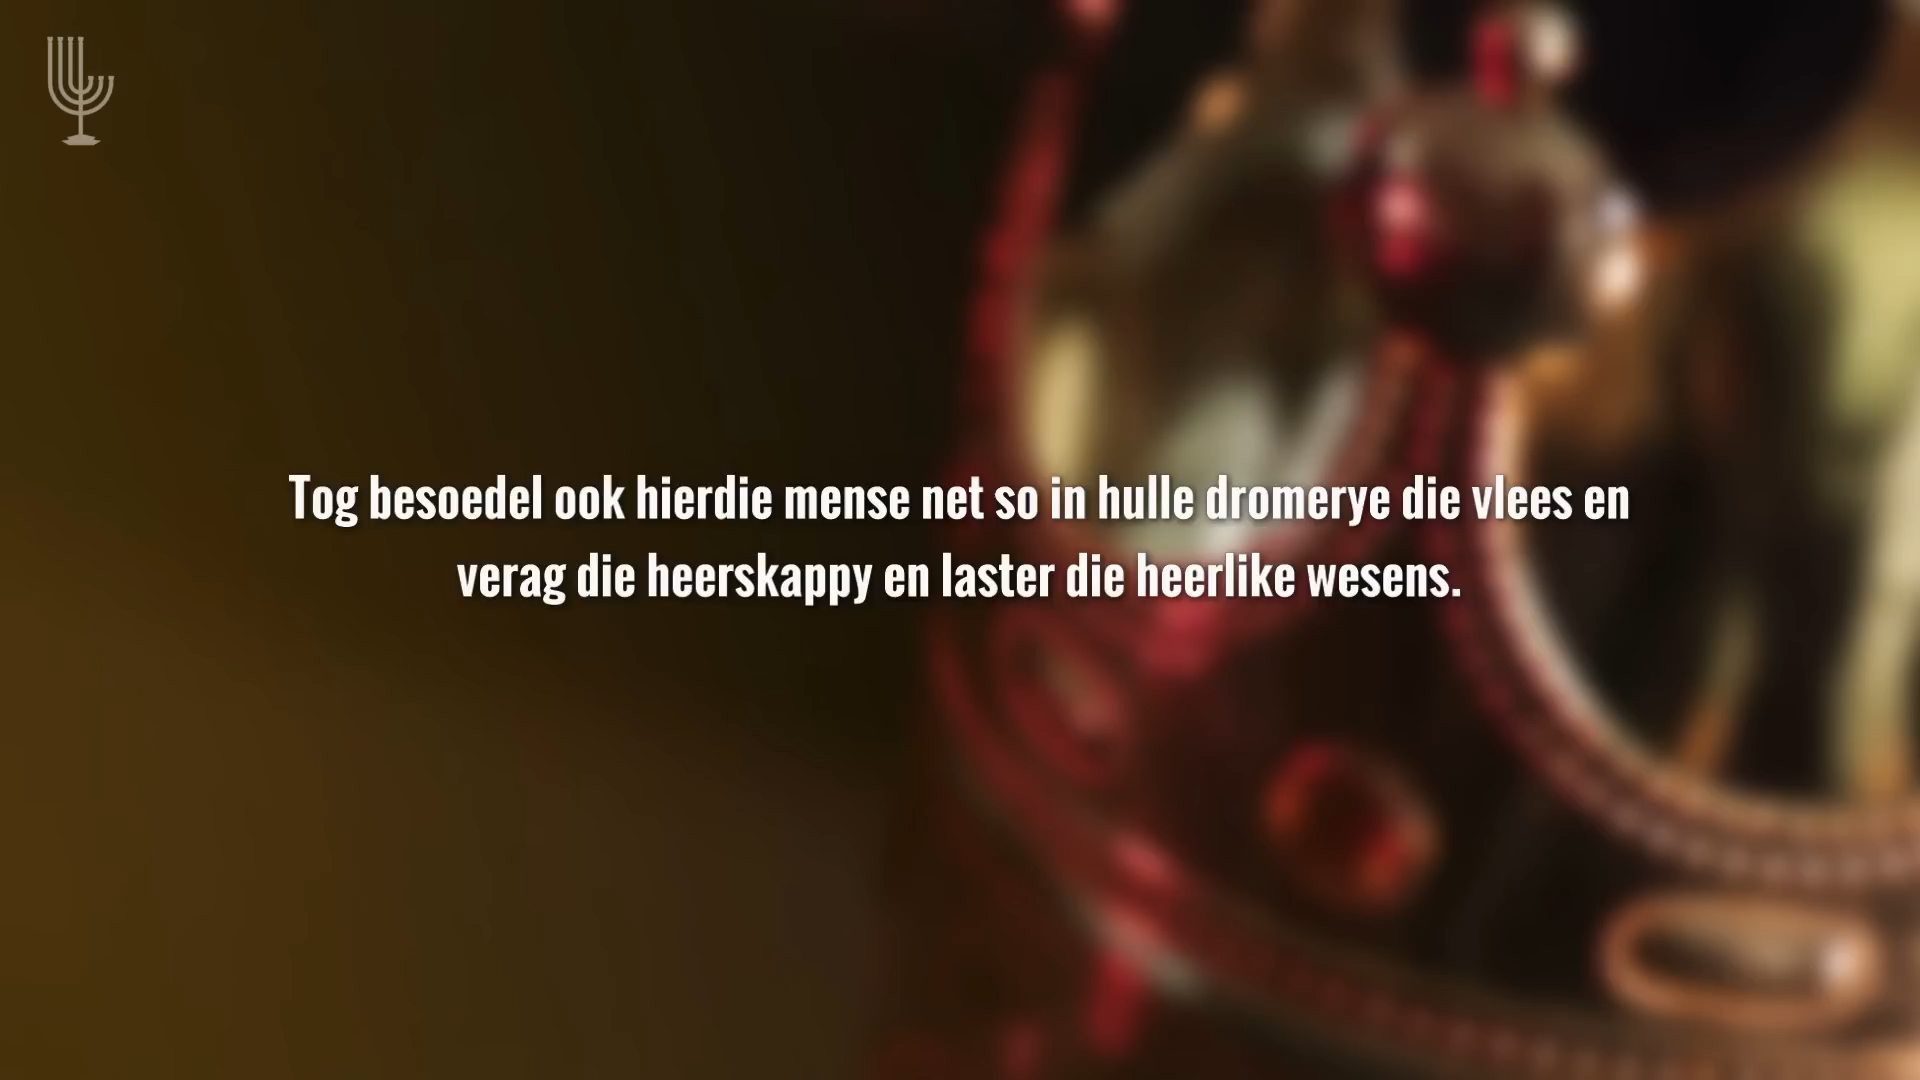 Tog besoedel ook hierdie mense net so in hulle dromerye die vlees en
verag die heerskappy en laster die heerlike wesens.